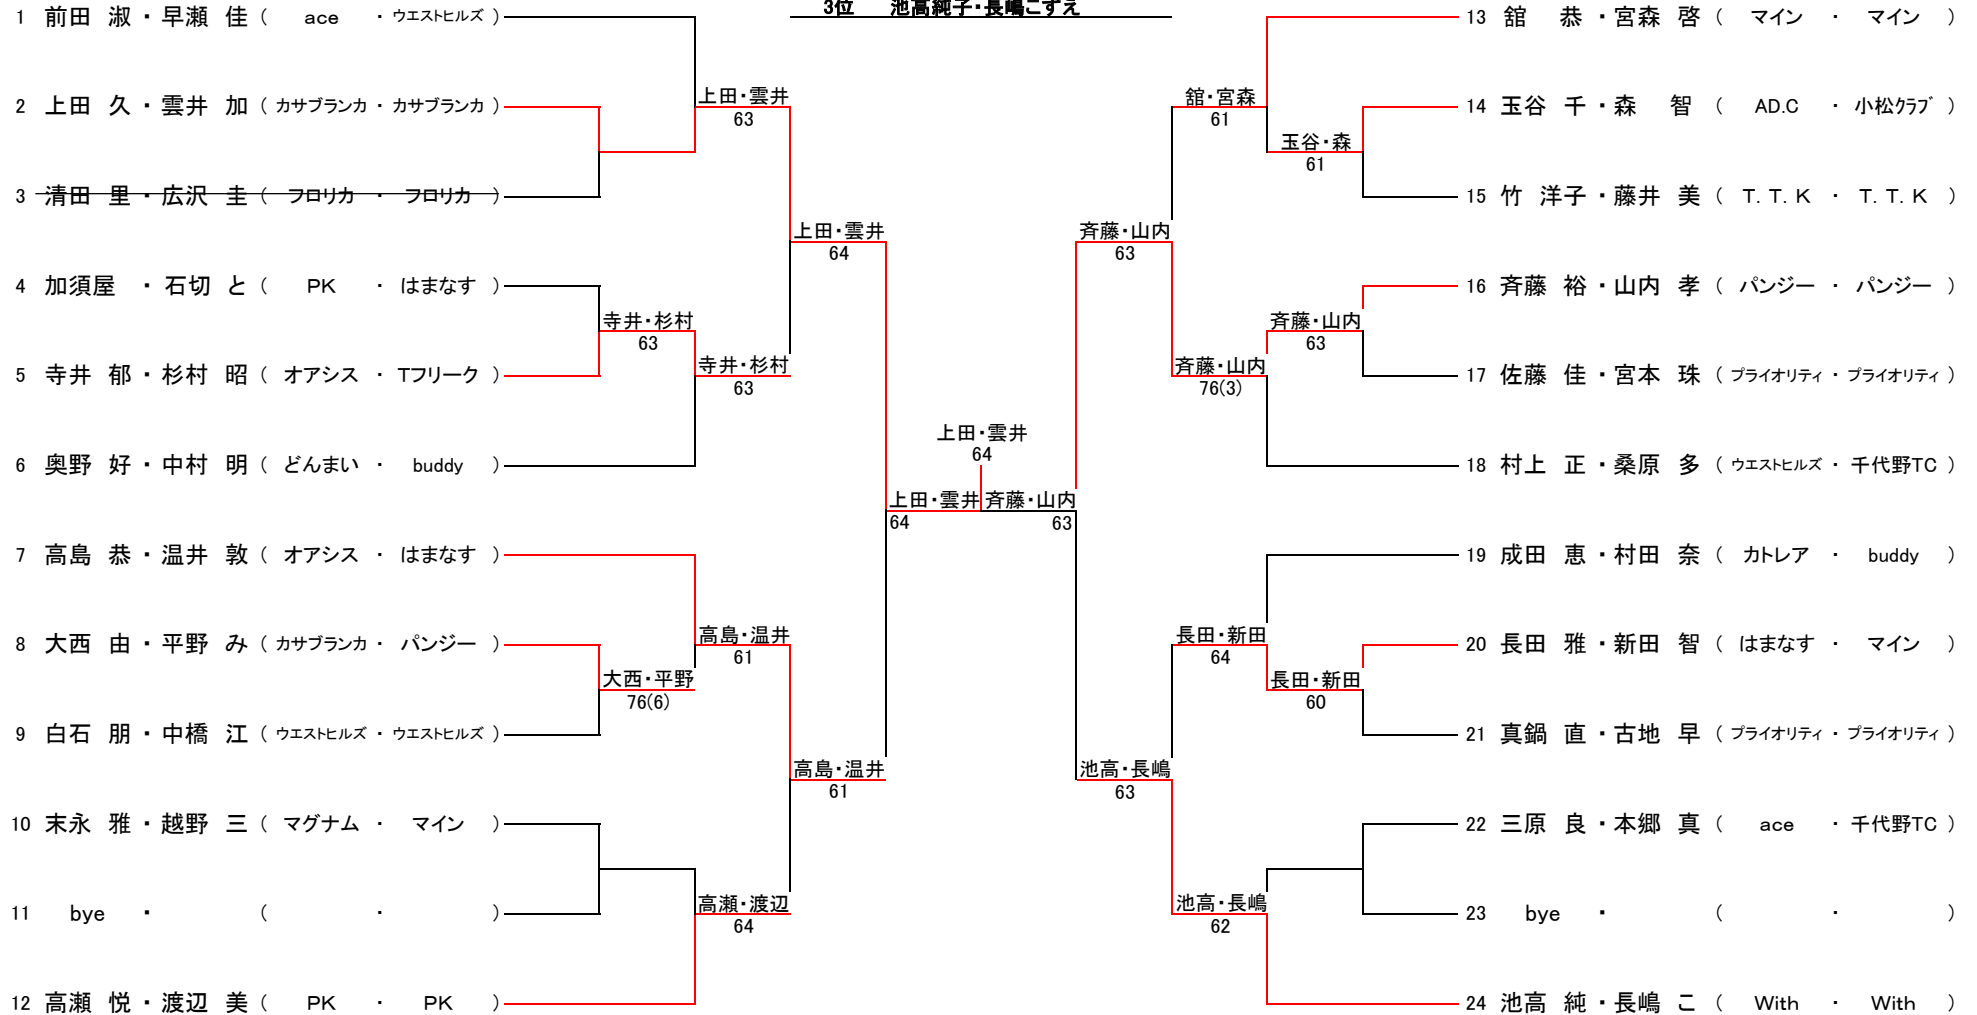 3位 池高純子・長嶋こずえ
1 前田 淑・早瀬 佳 ( ace ・ ウエストヒルズ )
2 上田 久・雲井 加 ( カサブランカ ・ カサブランカ )
3 清田 里・広沢 圭 ( フロリカ ・ フロリカ )
4 加須屋 ・石切 と ( PK ・ はまなす )
5 寺井 郁・杉村 昭 ( オアシス ・ Tフリーク )
6 奥野 好・中村 明 ( どんまい ・ buddy )
7 高島 恭・温井 敦 ( オアシス ・ はまなす )
8 大西 由・平野 み ( カサブランカ ・ パンジー )
9 白石 朋・中橋 江 ( ウエストヒルズ ・ ウエストヒルズ )
10 末永 雅・越野 三 ( マグナム ・ マイン )
11 bye ・ ( ・ )
12 高瀬 悦・渡辺 美 ( PK ・ PK )
寺井・杉村
63
大西・平野
76(6)
上田・雲井
63
寺井・杉村
63
高島・温井
61
高瀬・渡辺
64
上田・雲井
64
高島・温井
61
上田・雲井
64
上田・雲井
64
斉藤・山内
63
斉藤・山内
63
池高・長嶋
63
舘・宮森
61
斉藤・山内
76(3)
長田・新田
64
池高・長嶋
62
玉谷・森
61
斉藤・山内
63
長田・新田
60
13 舘 恭・宮森 啓 ( マイン ・ マイン )
14 玉谷 千・森 智 ( AD.C ・ 小松クラブ )
15 竹 洋子・藤井 美 ( T.T.K ・ T.T.K )
16 斉藤 裕・山内 孝 ( パンジー ・ パンジー )
17 佐藤 佳・宮本 珠 ( プライオリティ ・ プライオリティ )
18 村上 正・桑原 多 ( ウエストヒルズ ・ 千代野TC )
19 成田 恵・村田 奈 ( カトレア ・ buddy )
20 長田 雅・新田 智 ( はまなす ・ マイン )
21 真鍋 直・古地 早 ( プライオリティ ・ プライオリティ )
22 三原 良・本郷 真 ( ace ・ 千代野TC )
23 bye ・ ( ・ )
24 池高 純・長嶋 こ ( With ・ With )